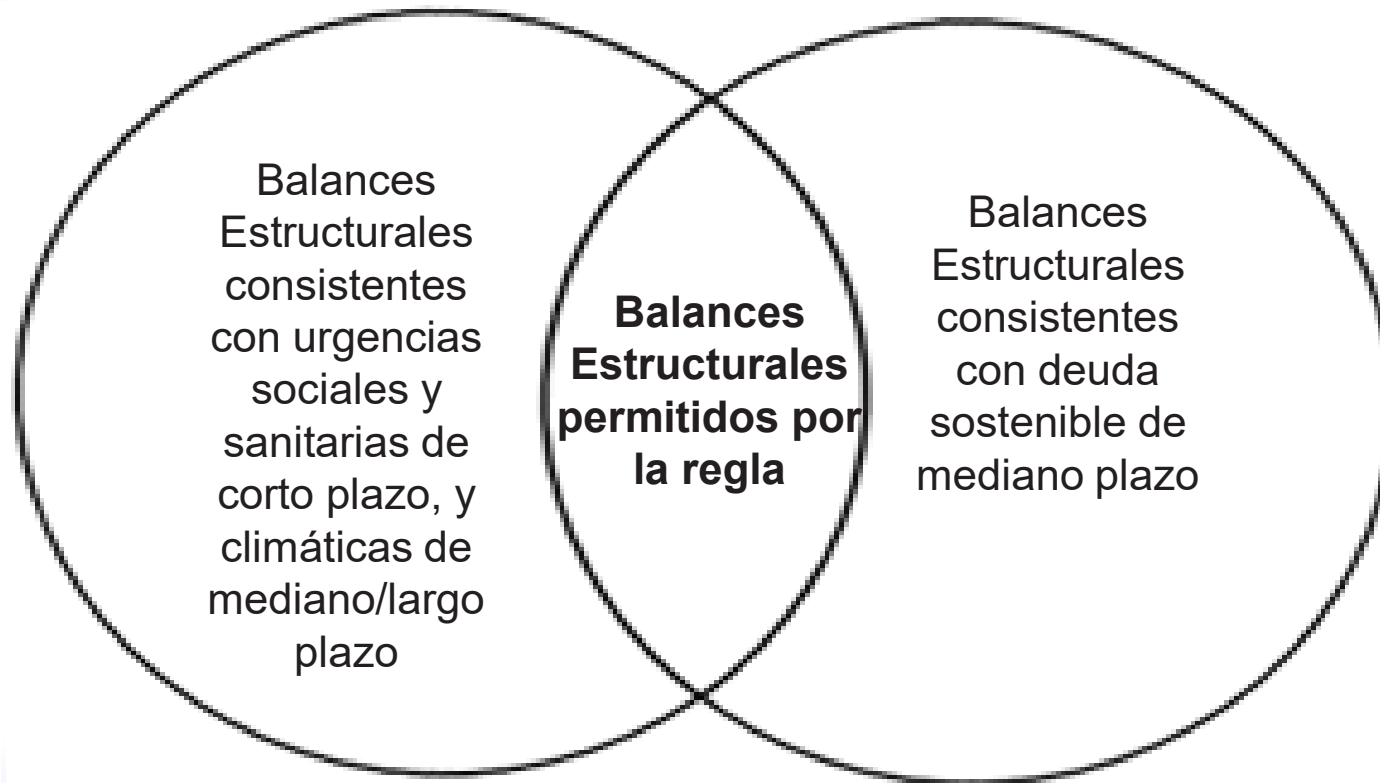 Balances
Estructurales
consistentes
con urgencias
sociales y
sanitarias de
corto plazo, y
climáticas de
mediano/largo
plazo
Balances
Estructurales
permitidos por
la regla
Balances
Estructurales
consistentes
con deuda
sostenible de
mediano plazo